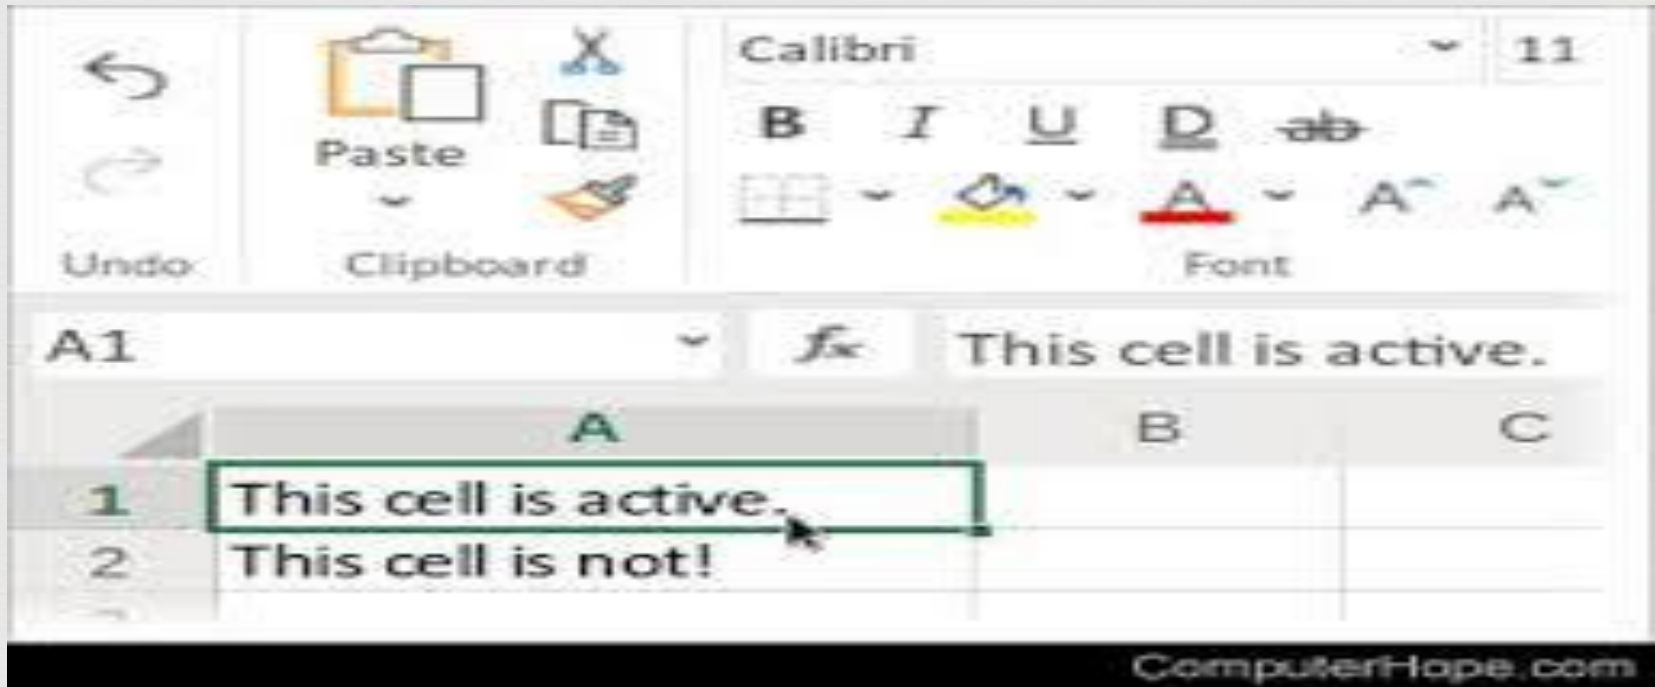 Calibri 11
B I U D ab
Paste
A A A
Undo Clipboard Font
A1 fx This cell is active.
A B C
1 This cell is active.
2 This cell is not!
ComputerHope.com